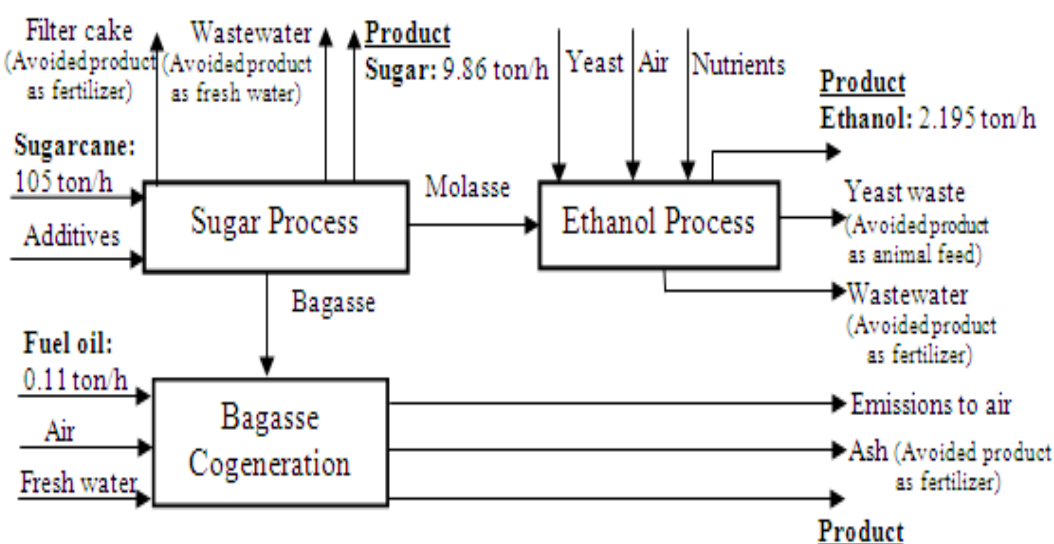 Filter cake
(Avoided product
as fertilizer)
Wastewater
(Avoided product
as fresh water)
Product
Sugar: 9.86 ton/h
Yeast
Air
Nutrients
Product
Ethanol: 2.195 ton/h
Sugarcane:
105 ton/h
Additives
Sugar Process
Molasse
Ethanol Process
Yeast waste
(Avoided product
as animal feed)
Wastewater
(Avoided product
as fertilizer)
Bagasse
Fuel oil:
0.11 ton/h
Air
Fresh water
Bagasse
Cogeneration
Emissions to air
Ash (Avoided product
as fertilizer)
Product